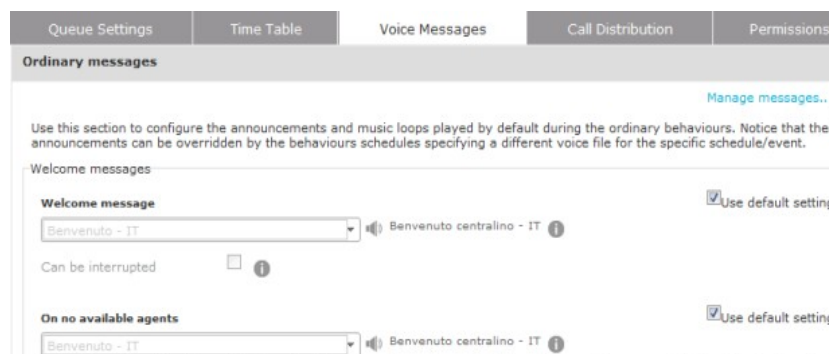 Queue Settings Time Table Voice Messages Call Distribution Permissions
Ordinary messages
Manage messages..
Use this section to configure the announcements and music loops played by default during the ordinary behaviours. Notice that the
announcements can be overridden by the behaviours schedules specifying a different voice file for the specific schedule/event.
Welcome messages
Welcome message Use default setting
Benvenuto - IT Benvenuto centralino - IT
Can be interrupted
On no available agents Use default setting
Benvenuto - IT Benvenuto centralino - IT